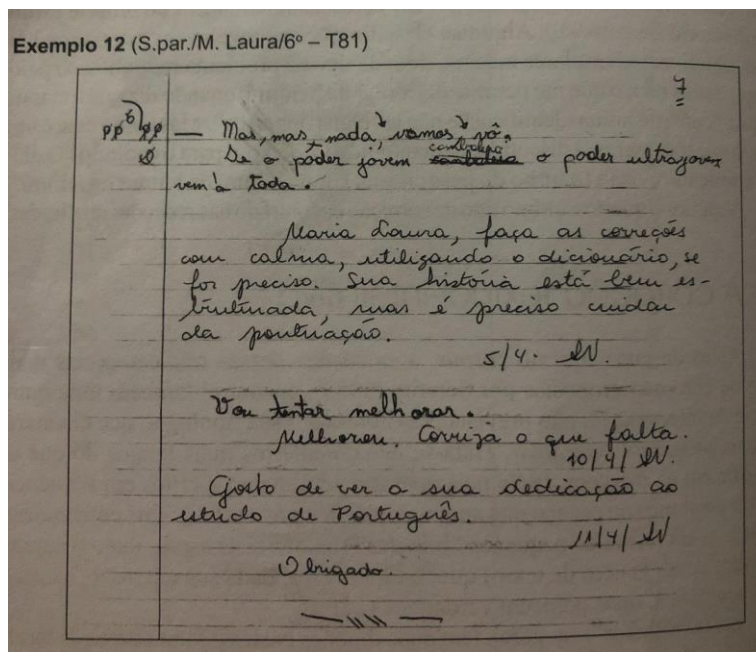 Exemplo 12 (S.par./M. Laura/6º – T81)
7
— Mas, mas, nada, vamos, vô.
De o poder jovem cambaleia o poder ultrajovem
vem à toda.
Maria Laura, faça as correções
com calma, utilizando o dicionário, se
for preciso. Sua história está bem es-
truturada, mas é preciso cuidar
da pontuação.
5/4.
Vou tentar melhorar.
Melhorou. Corrija o que falta.
10/4/
Gosto de ver a sua dedicação ao
estudo de Português.
11/4/
Obrigado.